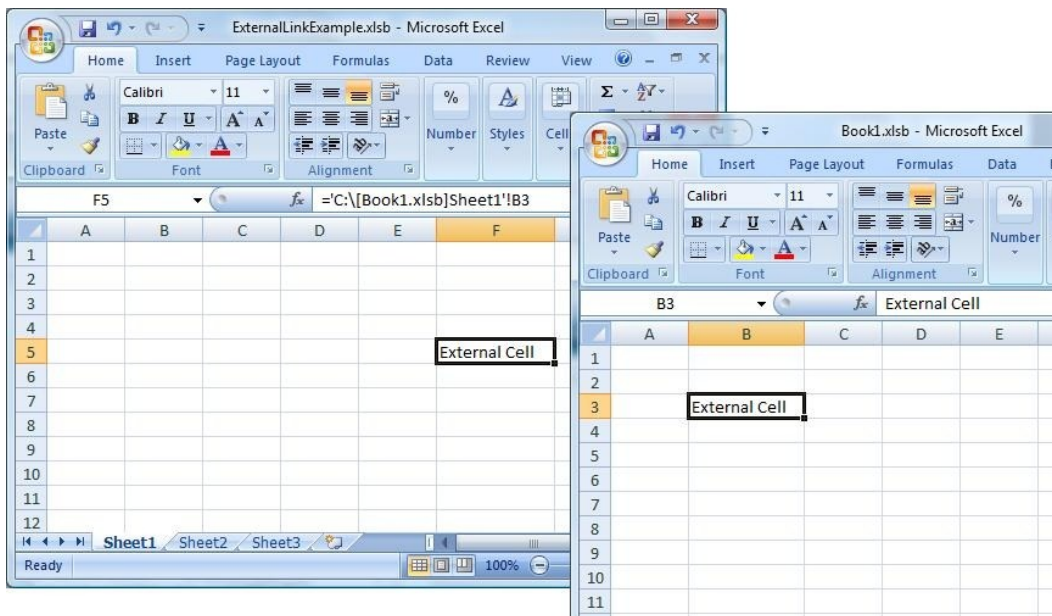 ExternalLinkExample.xlsb - Microsoft Excel
Home Insert Page Layout Formulas Data Review View
Calibri 11
Σ
B I U A A
%
A
Paste
Number Styles Cell
A
Clipboard Font Alignment
F5 fx ='C:\[Book1.xlsb]Sheet1'!B3
A B C D E F
1
2
3
4
5 External Cell
6
7
8
9
10
11
12
Sheet1 Sheet2 Sheet3
Ready 100%
Book1.xlsb - Microsoft Excel
Home Insert Page Layout Formulas Data
Calibri 11
%
B I U A A
Paste
Number
A
Clipboard Font Alignment
B3 fx External Cell
A B C D E
1
2
3 External Cell
4
5
6
7
8
9
10
11